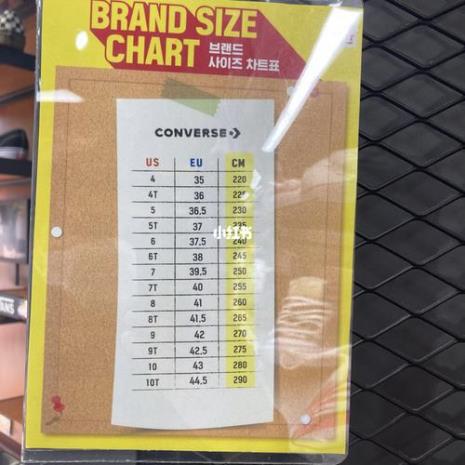 BRAND SIZE
CHART 브랜드
사이즈 차트표
CONVERSE
US EU CM
4 35 220
4T 36 225
5 36,5 230
5T 37 235
小红书
6 37,5 240
6T 38 245
7 39,5 250
7T 40 255
8 41 260
8T 41,5 265
9 42 270
9T 42,5 275
10 43 280
10T 44,5 290